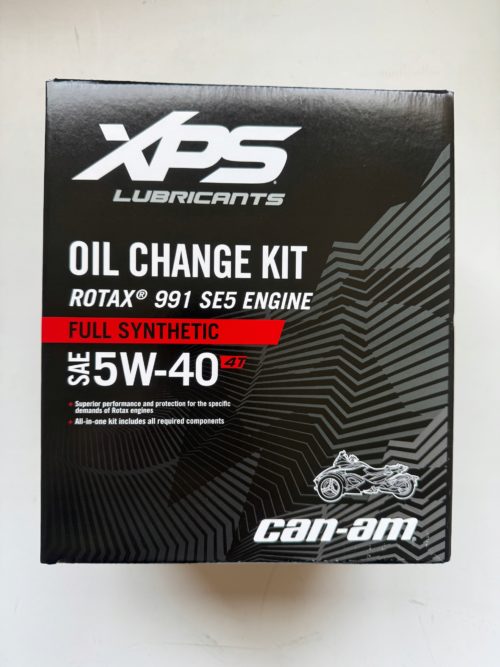 XPS
LUBRICANTS
OIL CHANGE KIT
ROTAX® 991 SE5 ENGINE
FULL SYNTHETIC
SAE 5W-40 4T
Superior performance and protection for the specific
demands of Rotax engines
All-in-one kit includes all required components
can-am